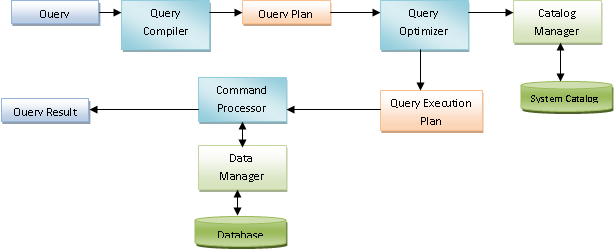 Query
Query
Compiler
Query Plan
Query
Optimizer
Catalog
Manager
System Catalog
Query Execution
Plan
Command
Processor
Query Result
Data
Manager
Database